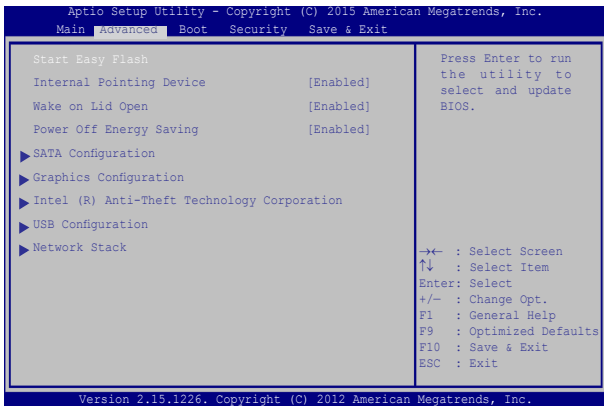 Aptio Setup Utility - Copyright (C) 2015 American Megatrends, Inc.
Main Advanced Boot Security Save & Exit
Start Easy Flash
Internal Pointing Device [Enabled]
Wake on Lid Open [Enabled]
Power Off Energy Saving [Enabled]
SATA Configuration
Graphics Configuration
Intel (R) Anti-Theft Technology Corporation
USB Configuration
Network Stack
Press Enter to run
the utility to
select and update
BIOS.
→← : Select Screen
↑↓ : Select Item
Enter: Select
+/— : Change Opt.
F1 : General Help
F9 : Optimized Defaults
F10 : Save & Exit
ESC : Exit
Version 2.15.1226. Copyright (C) 2012 American Megatrends, Inc.